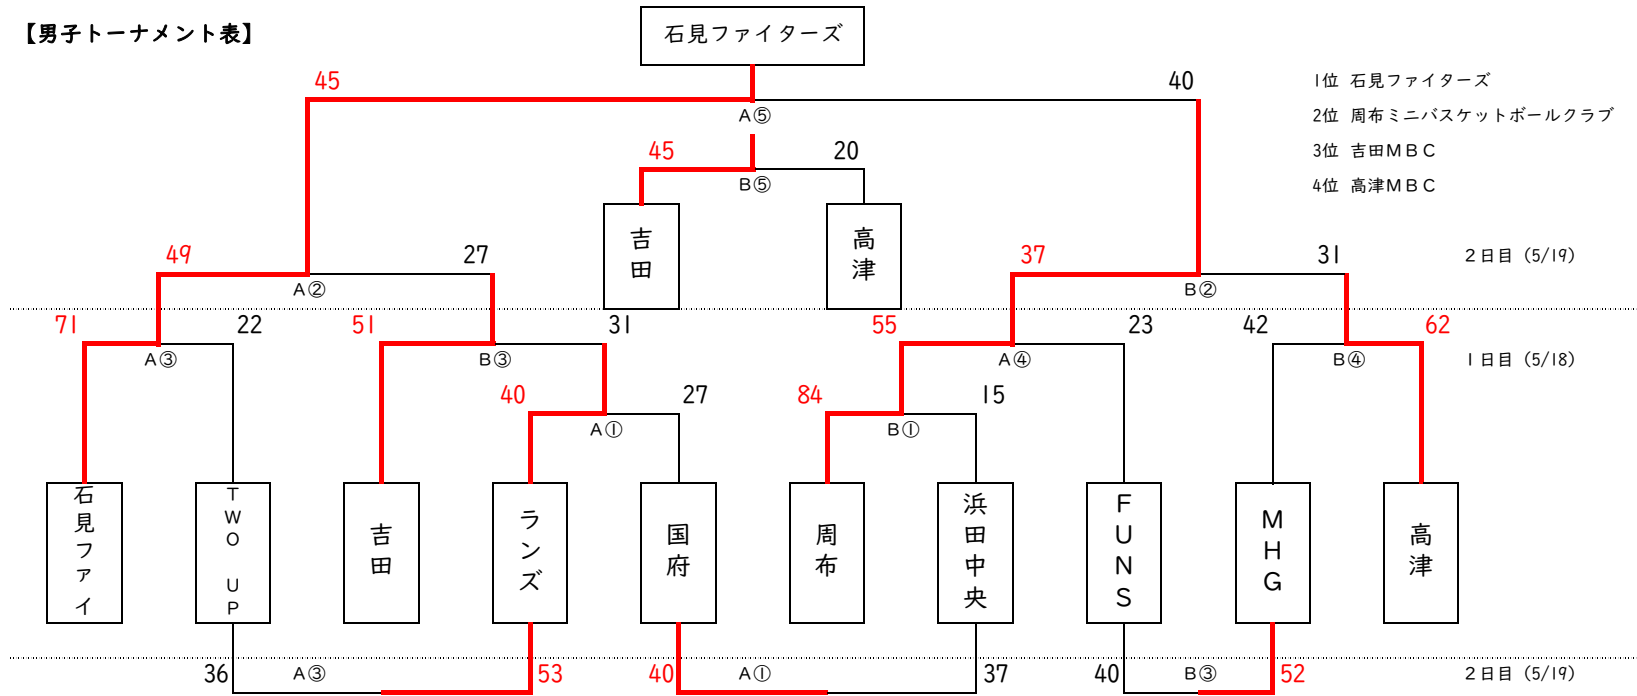 【男子トーナメント表】
石見ファイターズ
45
40
1位 石見ファイターズ
A⑤
2位 周布ミニバスケットボールクラブ
45
20
3位 吉田ＭＢＣ
B⑤
4位 高津ＭＢＣ
吉田
高津
49
27
37
31
2日目（5/19）
A②
B②
71
22
51
31
55
23
42
62
A③
B③
A④
B④
1日目（5/18）
40
27
84
15
A①
B①
石見ファイ
TWO UP
吉田
ランズ
国府
周布
浜田中央
FUNS
MHG
高津
36
A③
53
40
A①
37
40
B③
52
2日目（5/19）